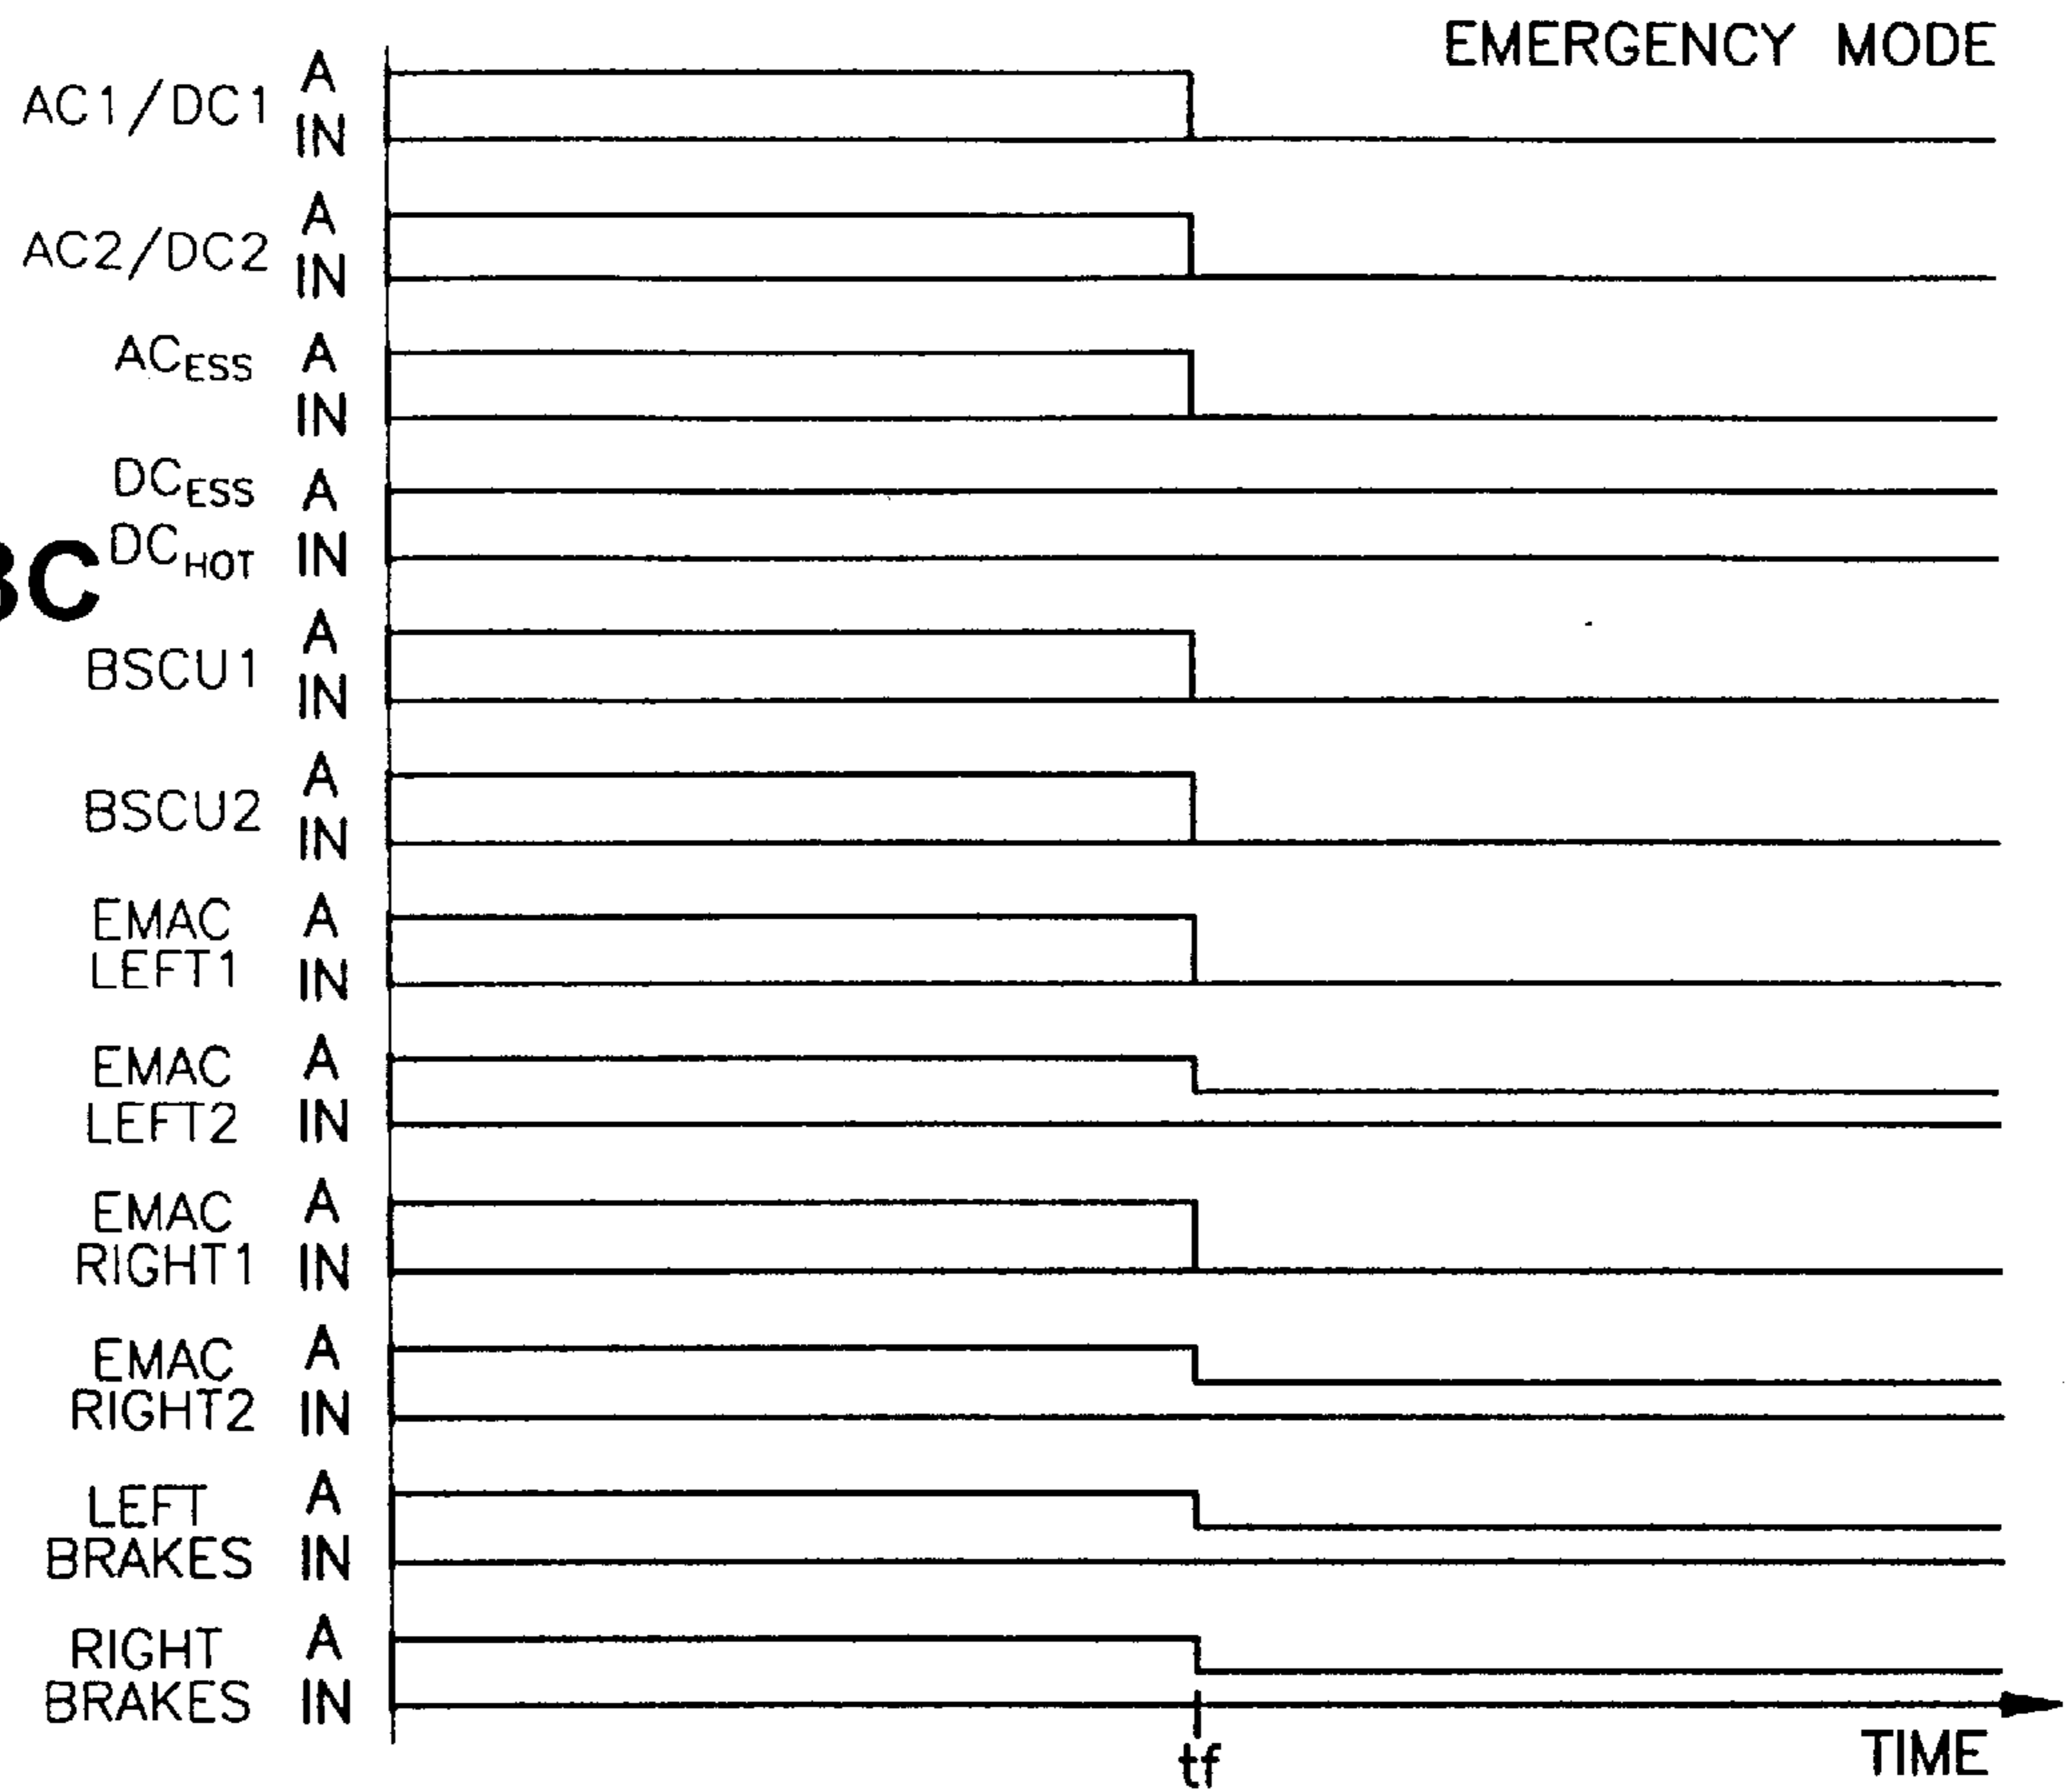 EMERGENCY MODE
AC1/DC1 A
IN
AC2/DC2 A
IN
ACESS A
IN
DCESS A
DCHOT IN
BC
BSCU1 A
IN
BSCU2 A
IN
EMAC A
LEFT1 IN
EMAC A
LEFT2 IN
EMAC A
RIGHT1 IN
EMAC A
RIGHT2 IN
LEFT A
BRAKES IN
RIGHT A
BRAKES IN
tf
TIME